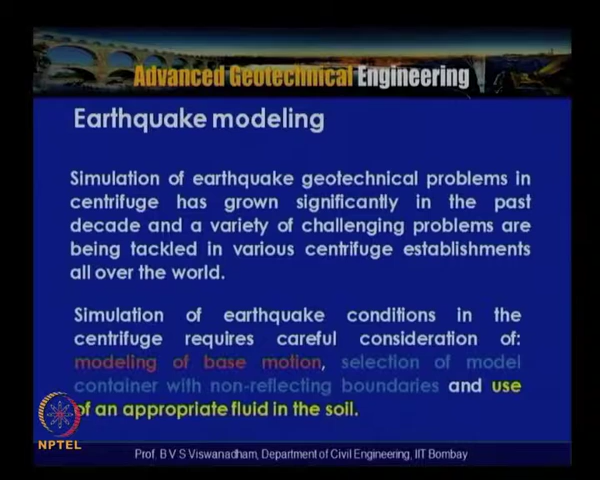 Advanced Geotechnical Engineering
Earthquake modeling
Simulation of earthquake geotechnical problems in
centrifuge has grown significantly in the past
decade and a variety of challenging problems are
being tackled in various centrifuge establishments
all over the world.
Simulation of earthquake conditions in the
centrifuge requires careful consideration of:
modeling of base motion, selection of model
container with non-reflecting boundaries and use
of an appropriate fluid in the soil.
NPTEL
Prof. B V S Viswanadham, Department of Civil Engineering, IIT Bombay